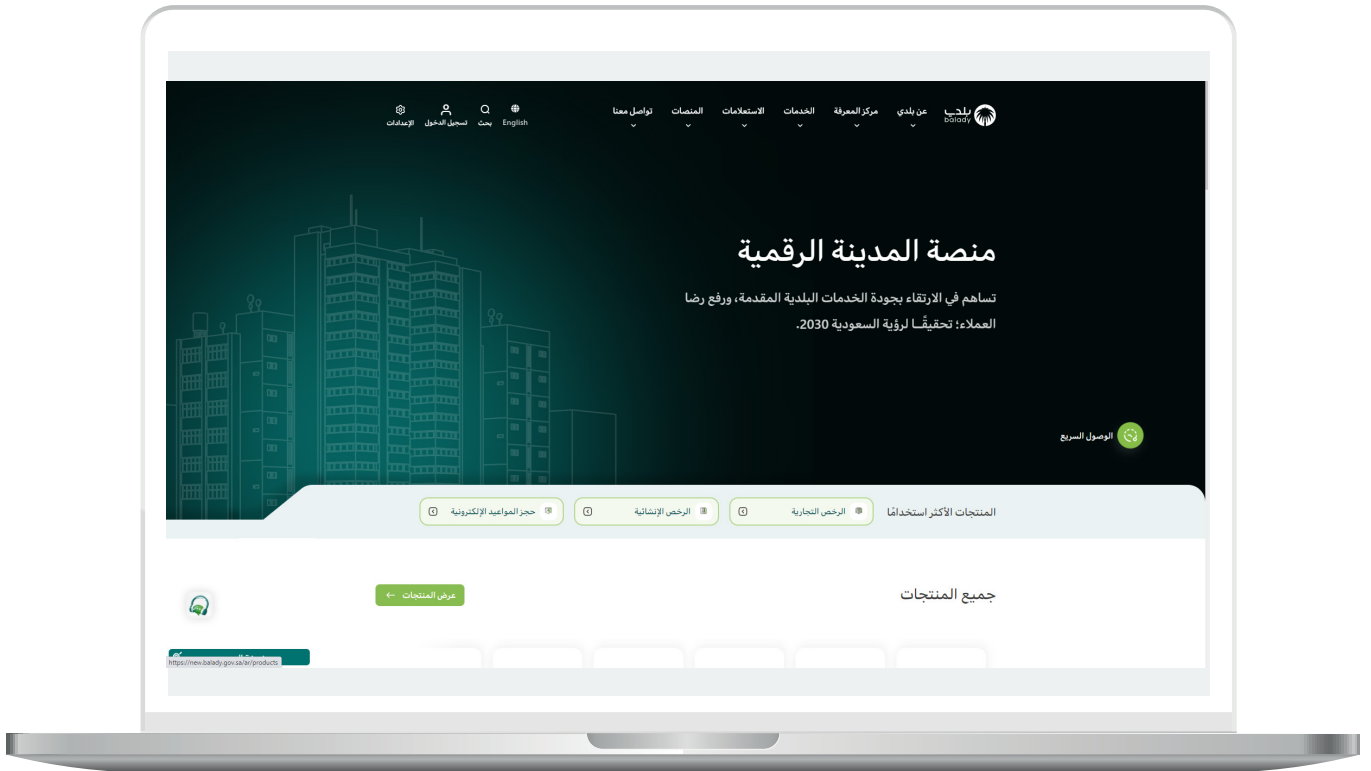 بلدي
balady
عن بلدي
مركز المعرفة
الخدمات
الاستعلامات
المنصات
تواصل معنا
English
بحث
تسجيل الدخول
الإعدادات
منصة المدينة الرقمية
تساهم في الارتقاء بجودة الخدمات البلدية المقدمة، ورفع رضا
العملاء؛ تحقيقًــا لرؤية السعودية 2030.
الوصول السريع
المنتجات الأكثر استخدامًا
الرخص التجارية
الرخص الإنشائية
حجز المواعيد الإلكترونية
جميع المنتجات
عرض المنتجات
https://new.balady.gov.sa/ar/products